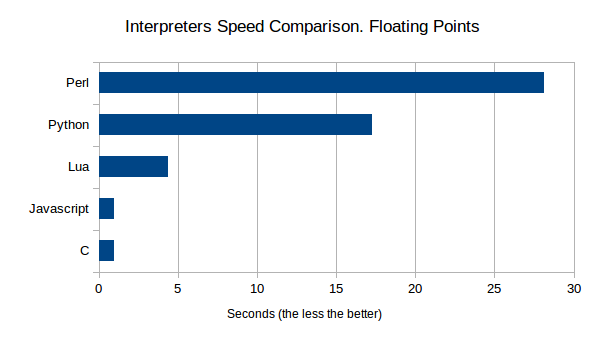 Interpreters Speed Comparison. Floating Points
Perl
Python
Lua
Javascript
C
0 5 10 15 20 25 30
Seconds (the less the better)